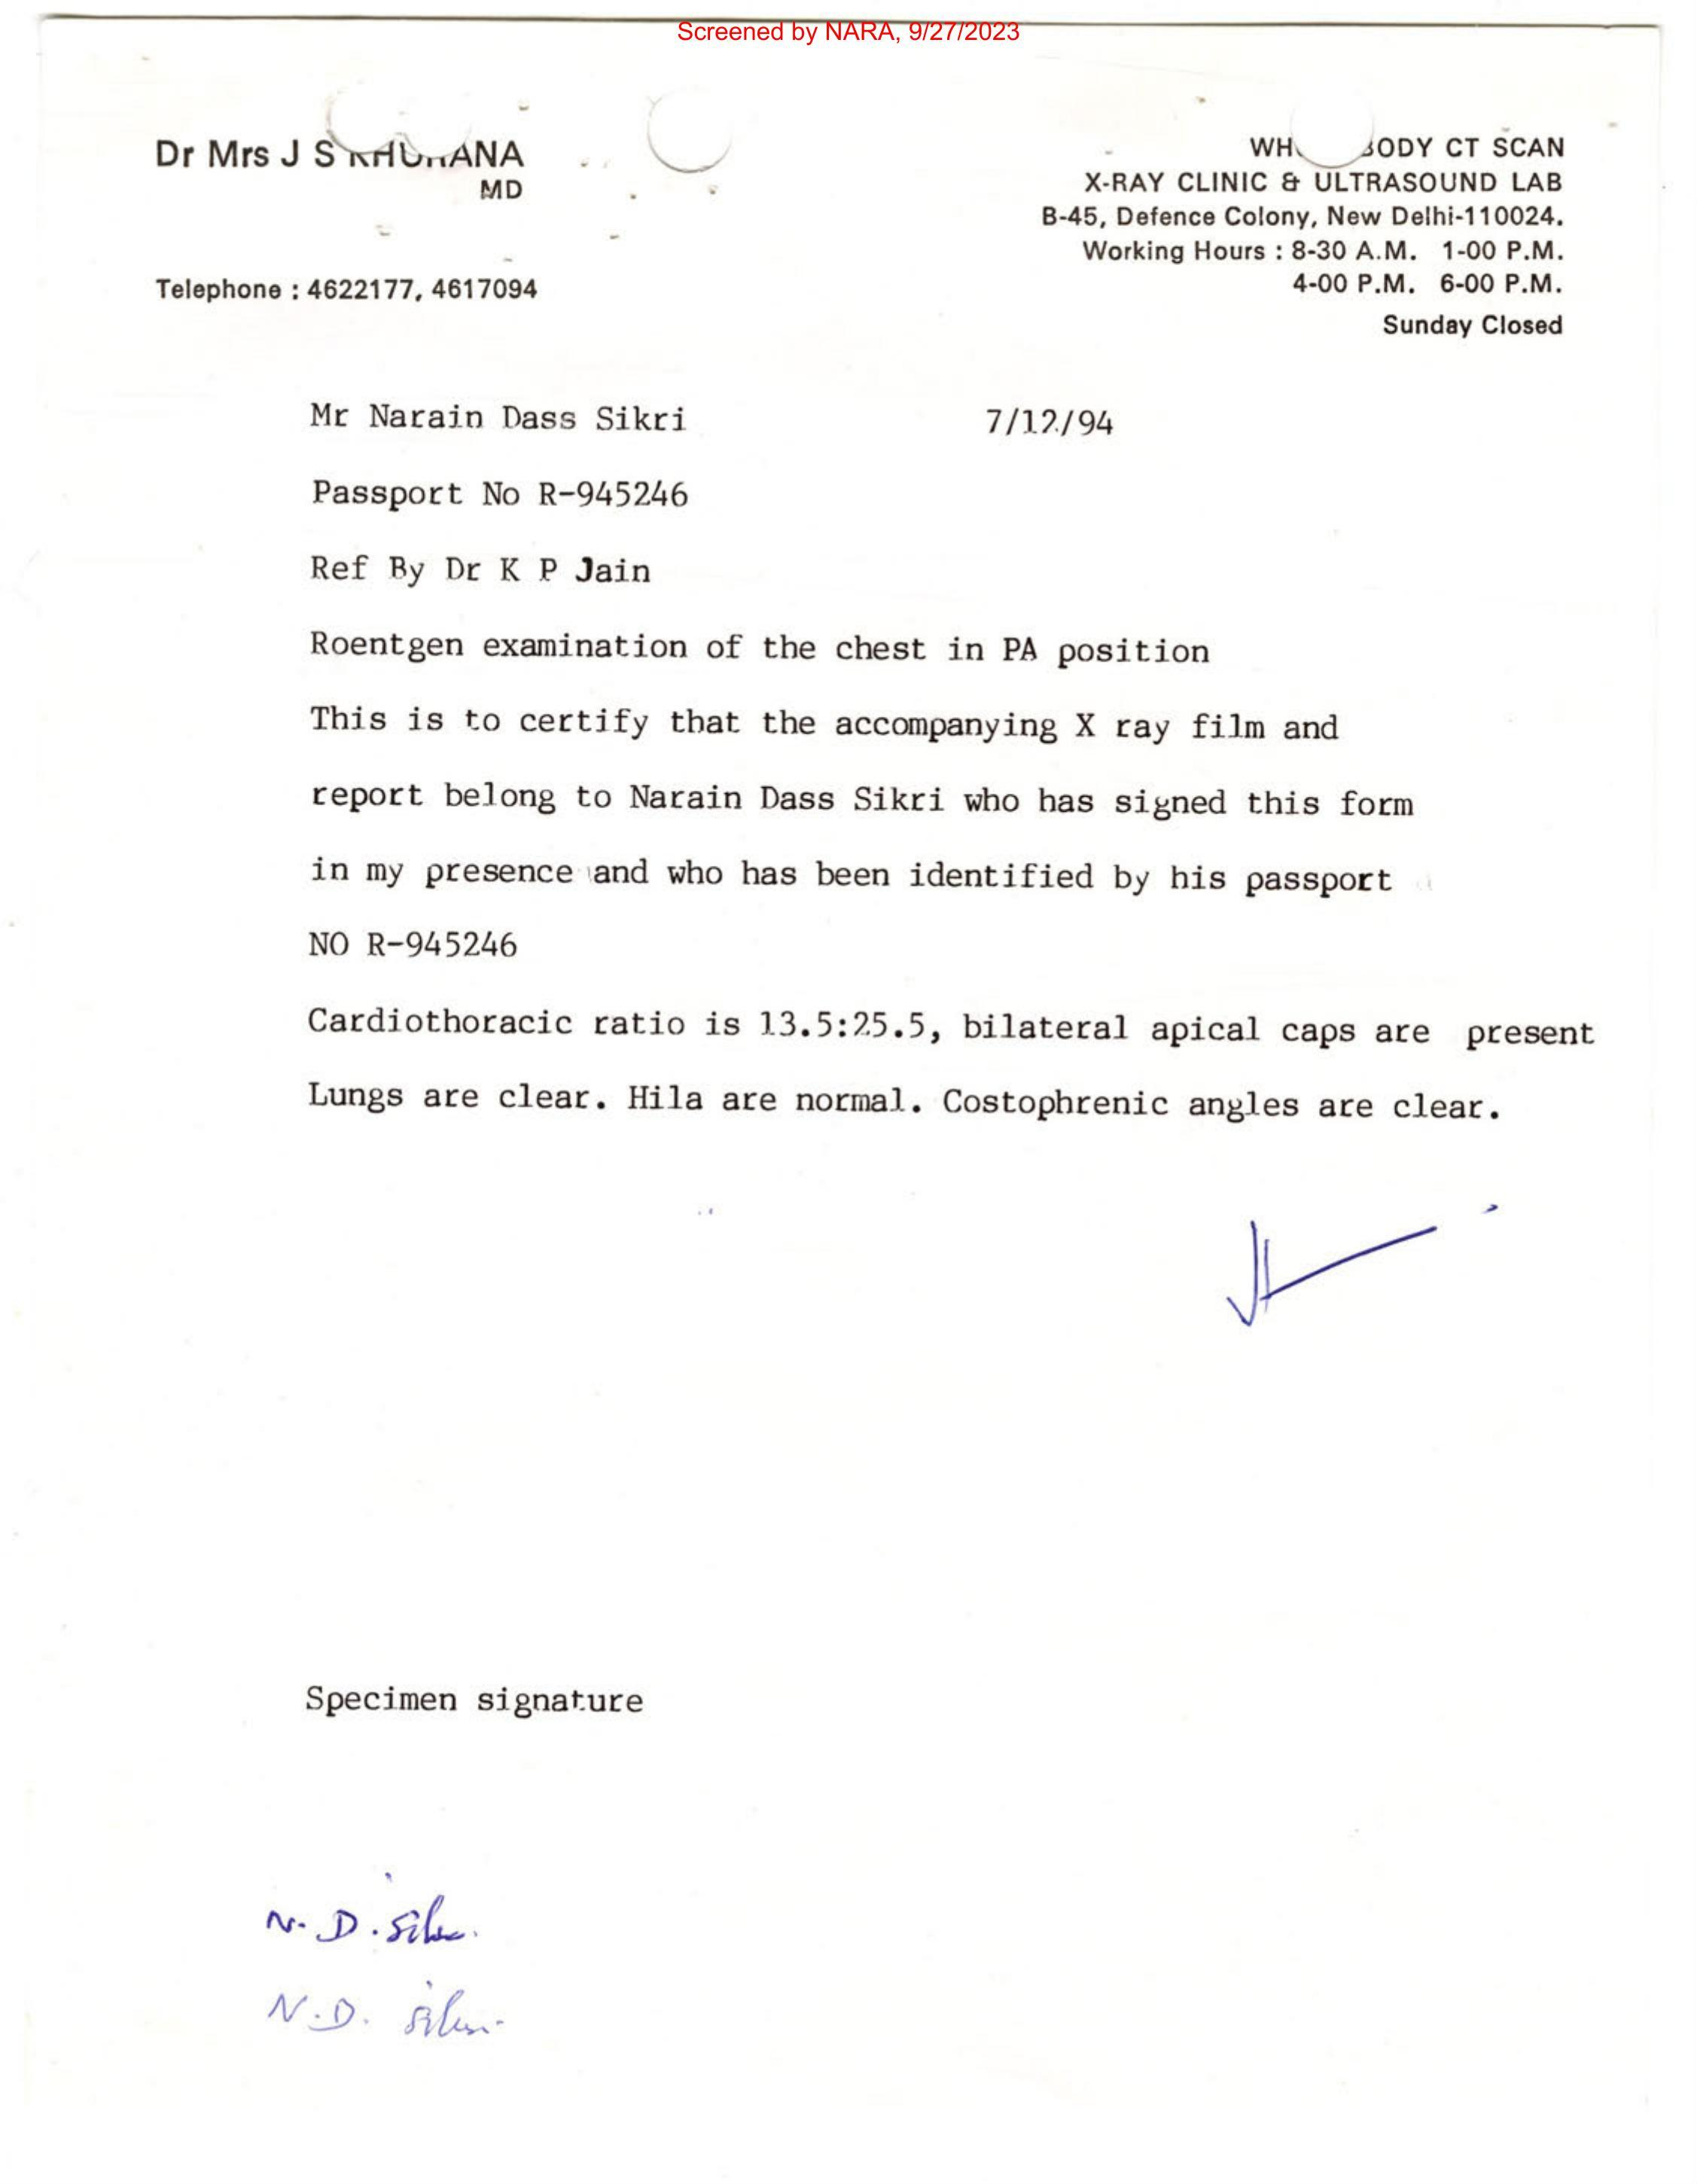 Screened by NARA, 9/27/2023
Dr Mrs J S KHURANA
MD
Telephone : 4622177, 4617094
WH ODY CT SCAN
X-RAY CLINIC & ULTRASOUND LAB
B-45, Defence Colony, New Delhi-110024.
Working Hours : 8-30 A.M. 1-00 P.M.
4-00 P.M. 6-00 P.M.
Sunday Closed
Mr Narain Dass Sikri 7/12/94
Passport No R-945246
Ref By Dr K P Jain
Roentgen examination of the chest in PA position
This is to certify that the accompanying X ray film and
report belong to Narain Dass Sikri who has signed this form
in my presence and who has been identified by his passport
NO R-945246
Cardiothoracic ratio is 13.5:25.5, bilateral apical caps are present
Lungs are clear. Hila are normal. Costophrenic angles are clear.
Specimen signature
N. D.
N. D.